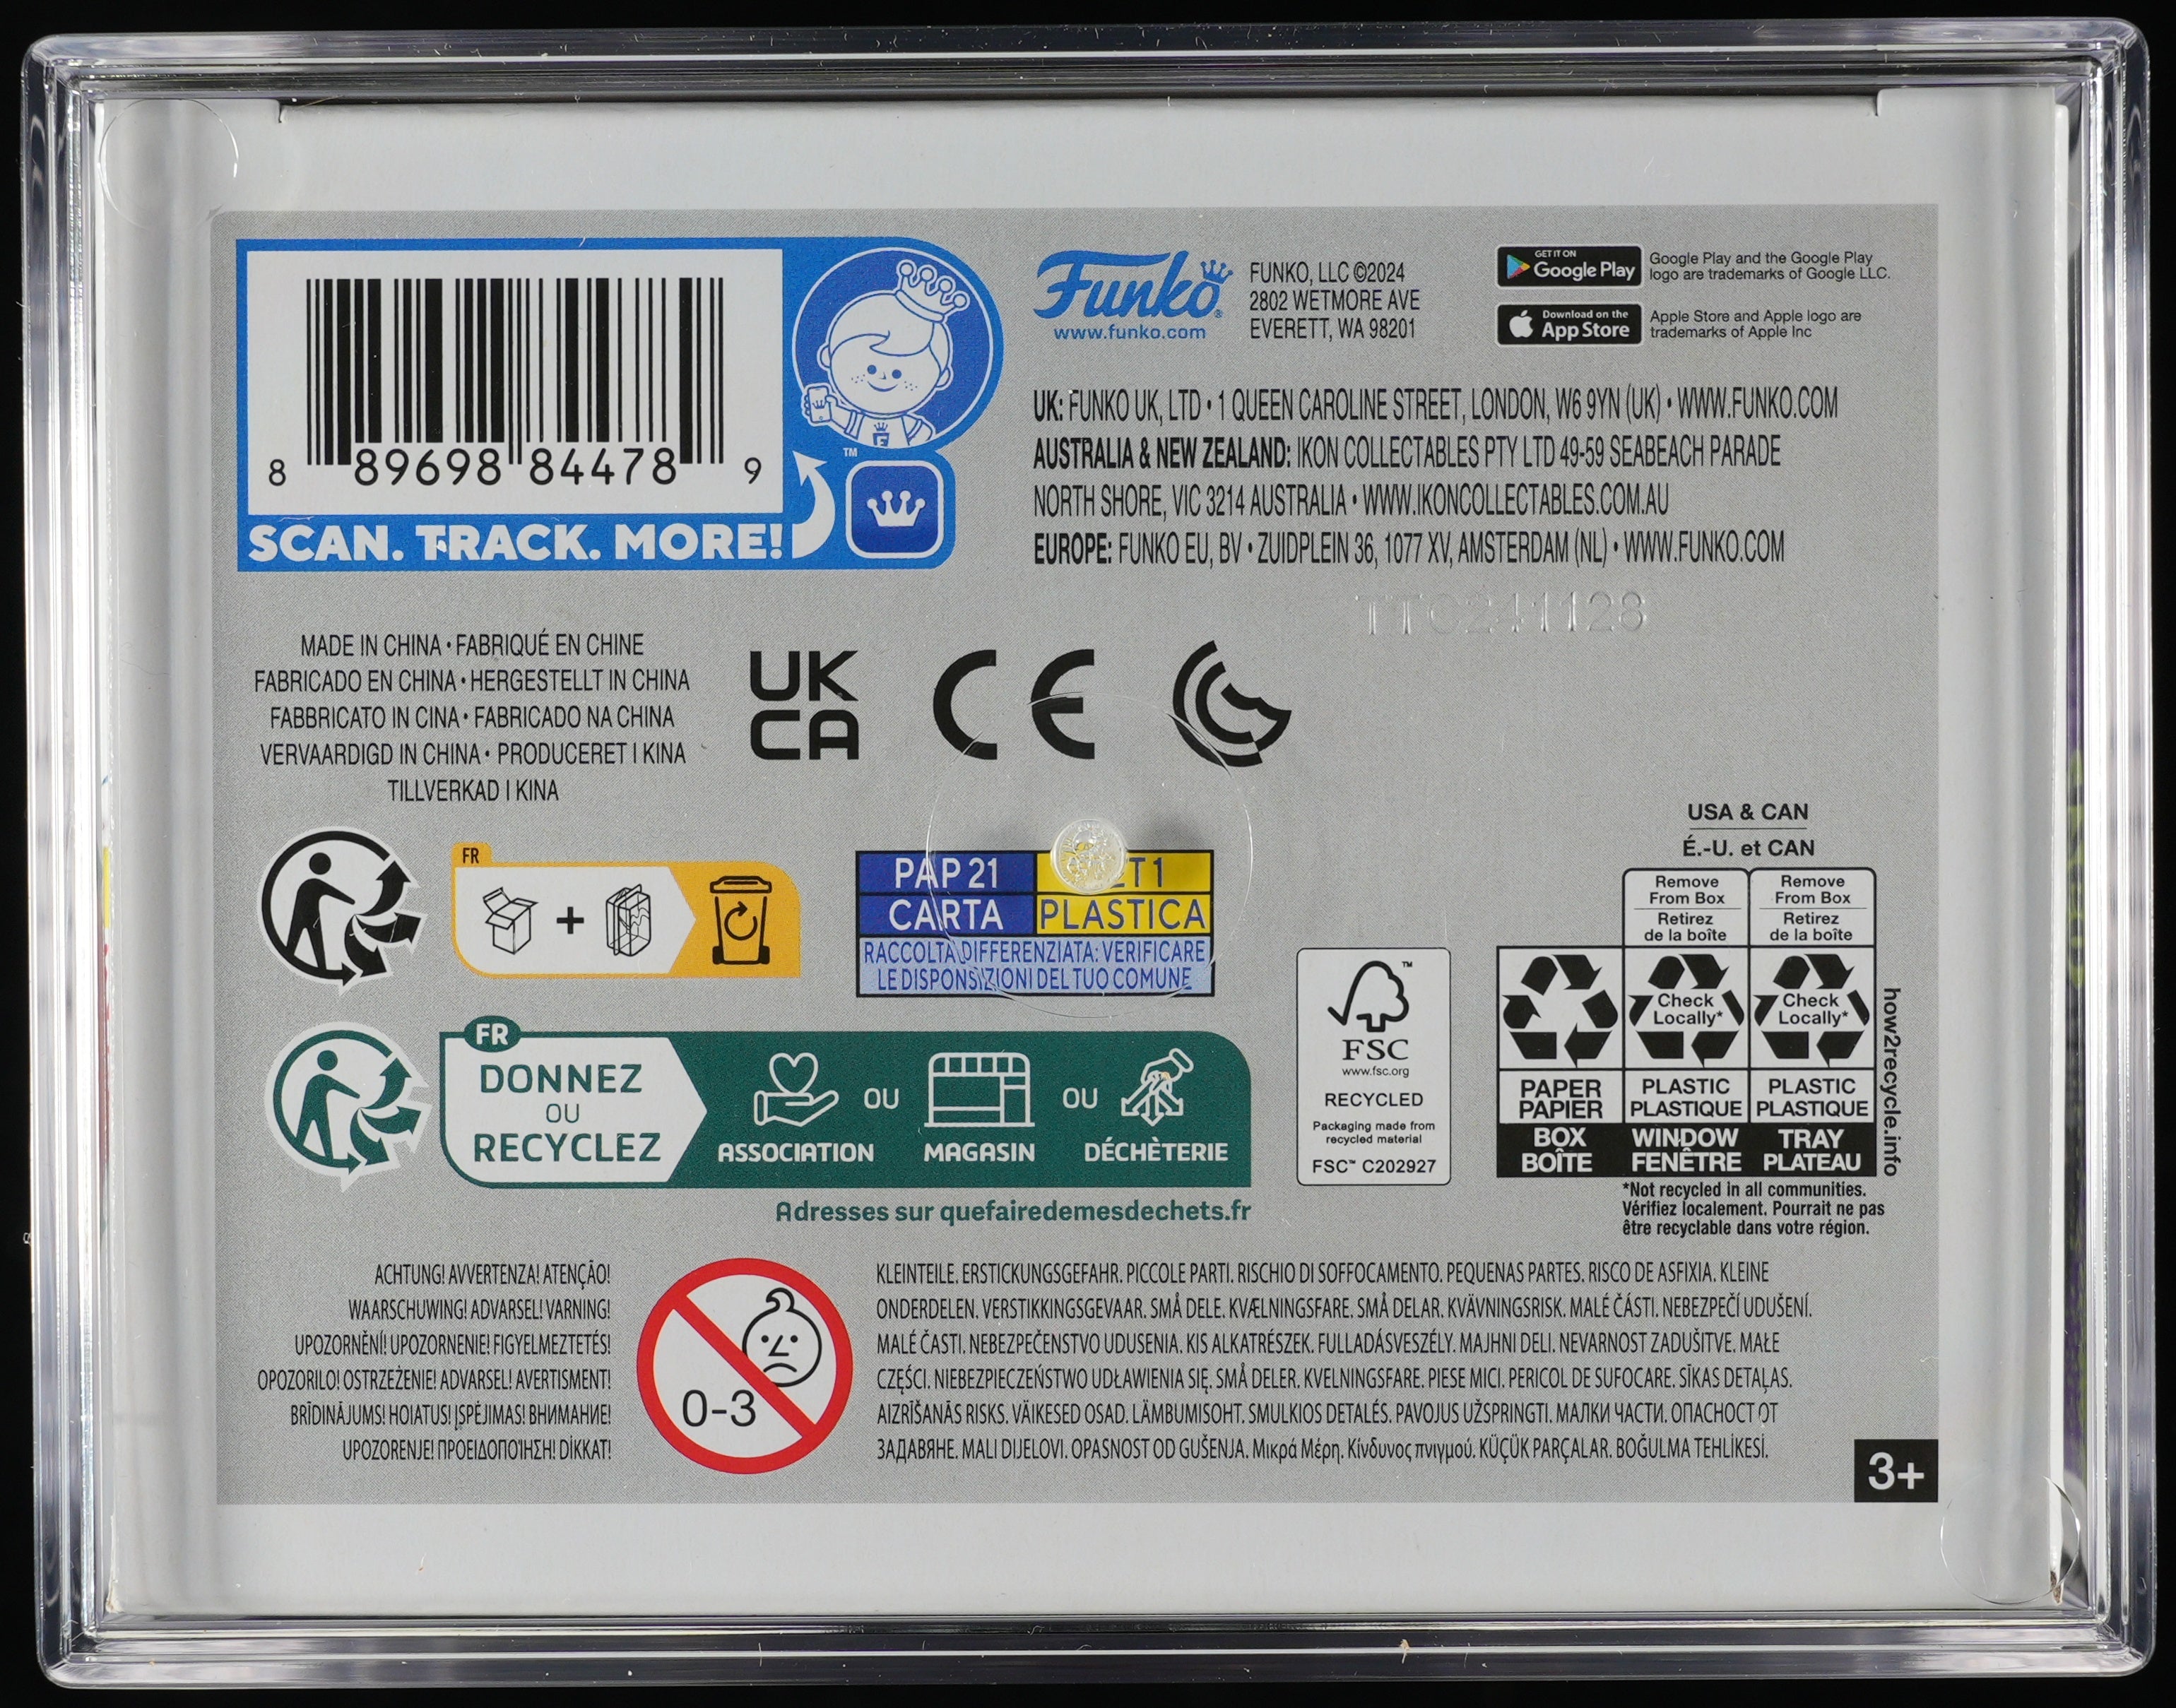 8 89698 84478 9
SCAN. TRACK. MORE!
™
Funko®
www.funko.com
FUNKO, LLC ©2024
2802 WETMORE AVE
EVERETT, WA 98201
GET IT ON
Google Play
Google Play and the Google Play
logo are trademarks of Google LLC.
Download on the
App Store
Apple Store and Apple logo are
trademarks of Apple Inc
UK: FUNKO UK, LTD • 1 QUEEN CAROLINE STREET, LONDON, W6 9YN (UK) • WWW.FUNKO.COM
AUSTRALIA & NEW ZEALAND: IKON COLLECTABLES PTY LTD 49-59 SEABEACH PARADE
NORTH SHORE, VIC 3214 AUSTRALIA • WWW.IKONCOLLECTABLES.COM.AU
EUROPE: FUNKO EU, BV • ZUIDPLEIN 36, 1077 XV, AMSTERDAM (NL) • WWW.FUNKO.COM
TTC241128
MADE IN CHINA • FABRIQUÉ EN CHINE
FABRICADO EN CHINA • HERGESTELLT IN CHINA
FABBRICATO IN CINA • FABRICADO NA CHINA
VERVAARDIGD IN CHINA • PRODUCERET I KINA
TILLVERKAD I KINA
UK
CA
CE
FR
PAP 21
T 1
CARTA
PLASTICA
RACCOLTA DIFFERENZIATA: VERIFICARE
LE DISPONSIZIONI DEL TUO COMUNE
FR
DONNEZ
OU
RECYCLEZ
ASSOCIATION
OU
MAGASIN
OU
DÉCHÈTERIE
Adresses sur quefairedemesdechets.fr
™
FSC
www.fsc.org
RECYCLED
Packaging made from
recycled material
FSC™ C202927
USA & CAN
É.-U. et CAN
Remove
From Box
Retirez
de la boîte
Remove
From Box
Retirez
de la boîte
Check
Locally*
Check
Locally*
PAPER
PAPIER
PLASTIC
PLASTIQUE
PLASTIC
PLASTIQUE
BOX
BOÎTE
WINDOW
FENÊTRE
TRAY
PLATEAU
how2recycle.info
*Not recycled in all communities.
Vérifiez localement. Pourrait ne pas
être recyclable dans votre région.
ACHTUNG! AVVERTENZA! ATENÇÃO!
WAARSCHUWING! ADVARSEL! VARNING!
UPOZORNĚNÍ! UPOZORNENIE! FIGYELMEZTETÉS!
OPOZORILO! OSTRZEŻENIE! ADVARSEL! AVERTISMENT!
BRĪDINĀJUMS! HOIATUS! ĮSPĖJIMAS! ВНИМАНИЕ!
UPOZORENJE! ΠΡΟΕΙΔΟΠΟΊΗΣΗ! DİKKAT!
0-3
KLEINTEILE. ERSTICKUNGSGEFAHR. PICCOLE PARTI. RISCHIO DI SOFFOCAMENTO. PEQUENAS PARTES. RISCO DE ASFIXIA. KLEINE
ONDERDELEN. VERSTIKKINGSGEVAAR. SMÅ DELE. KVÆLNINGSFARE. SMÅ DELAR. KVÄVNINGSRISK. MALÉ ČÁSTI. NEBEZPEČÍ UDUŠENÍ.
MALÉ ČASTI. NEBEZPEČENSTVO UDUSENIA. KIS ALKATRÉSZEK. FULLADÁSVESZÉLY. MAJHNI DELI. NEVARNOST ZADUŠITVE. MAŁE
CZĘŚCI. NIEBEZPIECZEŃSTWO UDŁAWIENIA SIĘ. SMÅ DELER. KVELNINGSFARE. PIESE MICI. PERICOL DE SUFOCARE. SĪKAS DETAĻAS.
AIZRĪŠANĀS RISKS. VÄIKESED OSAD. LÄMBUMISOHT. SMULKIOS DETALĖS. PAVOJUS UŽSPRINGTI. МАЛКИ ЧАСТИ. ОПАСНОСТ ОТ
ЗАДАВЯНЕ. MALI DIJELOVI. OPASNOST OD GUŠENJA. Μικρά Μέρη. Κίνδυνος πνιγμού. KÜÇÜK PARÇALAR. BOĞULMA TEHLİKESİ.
3+